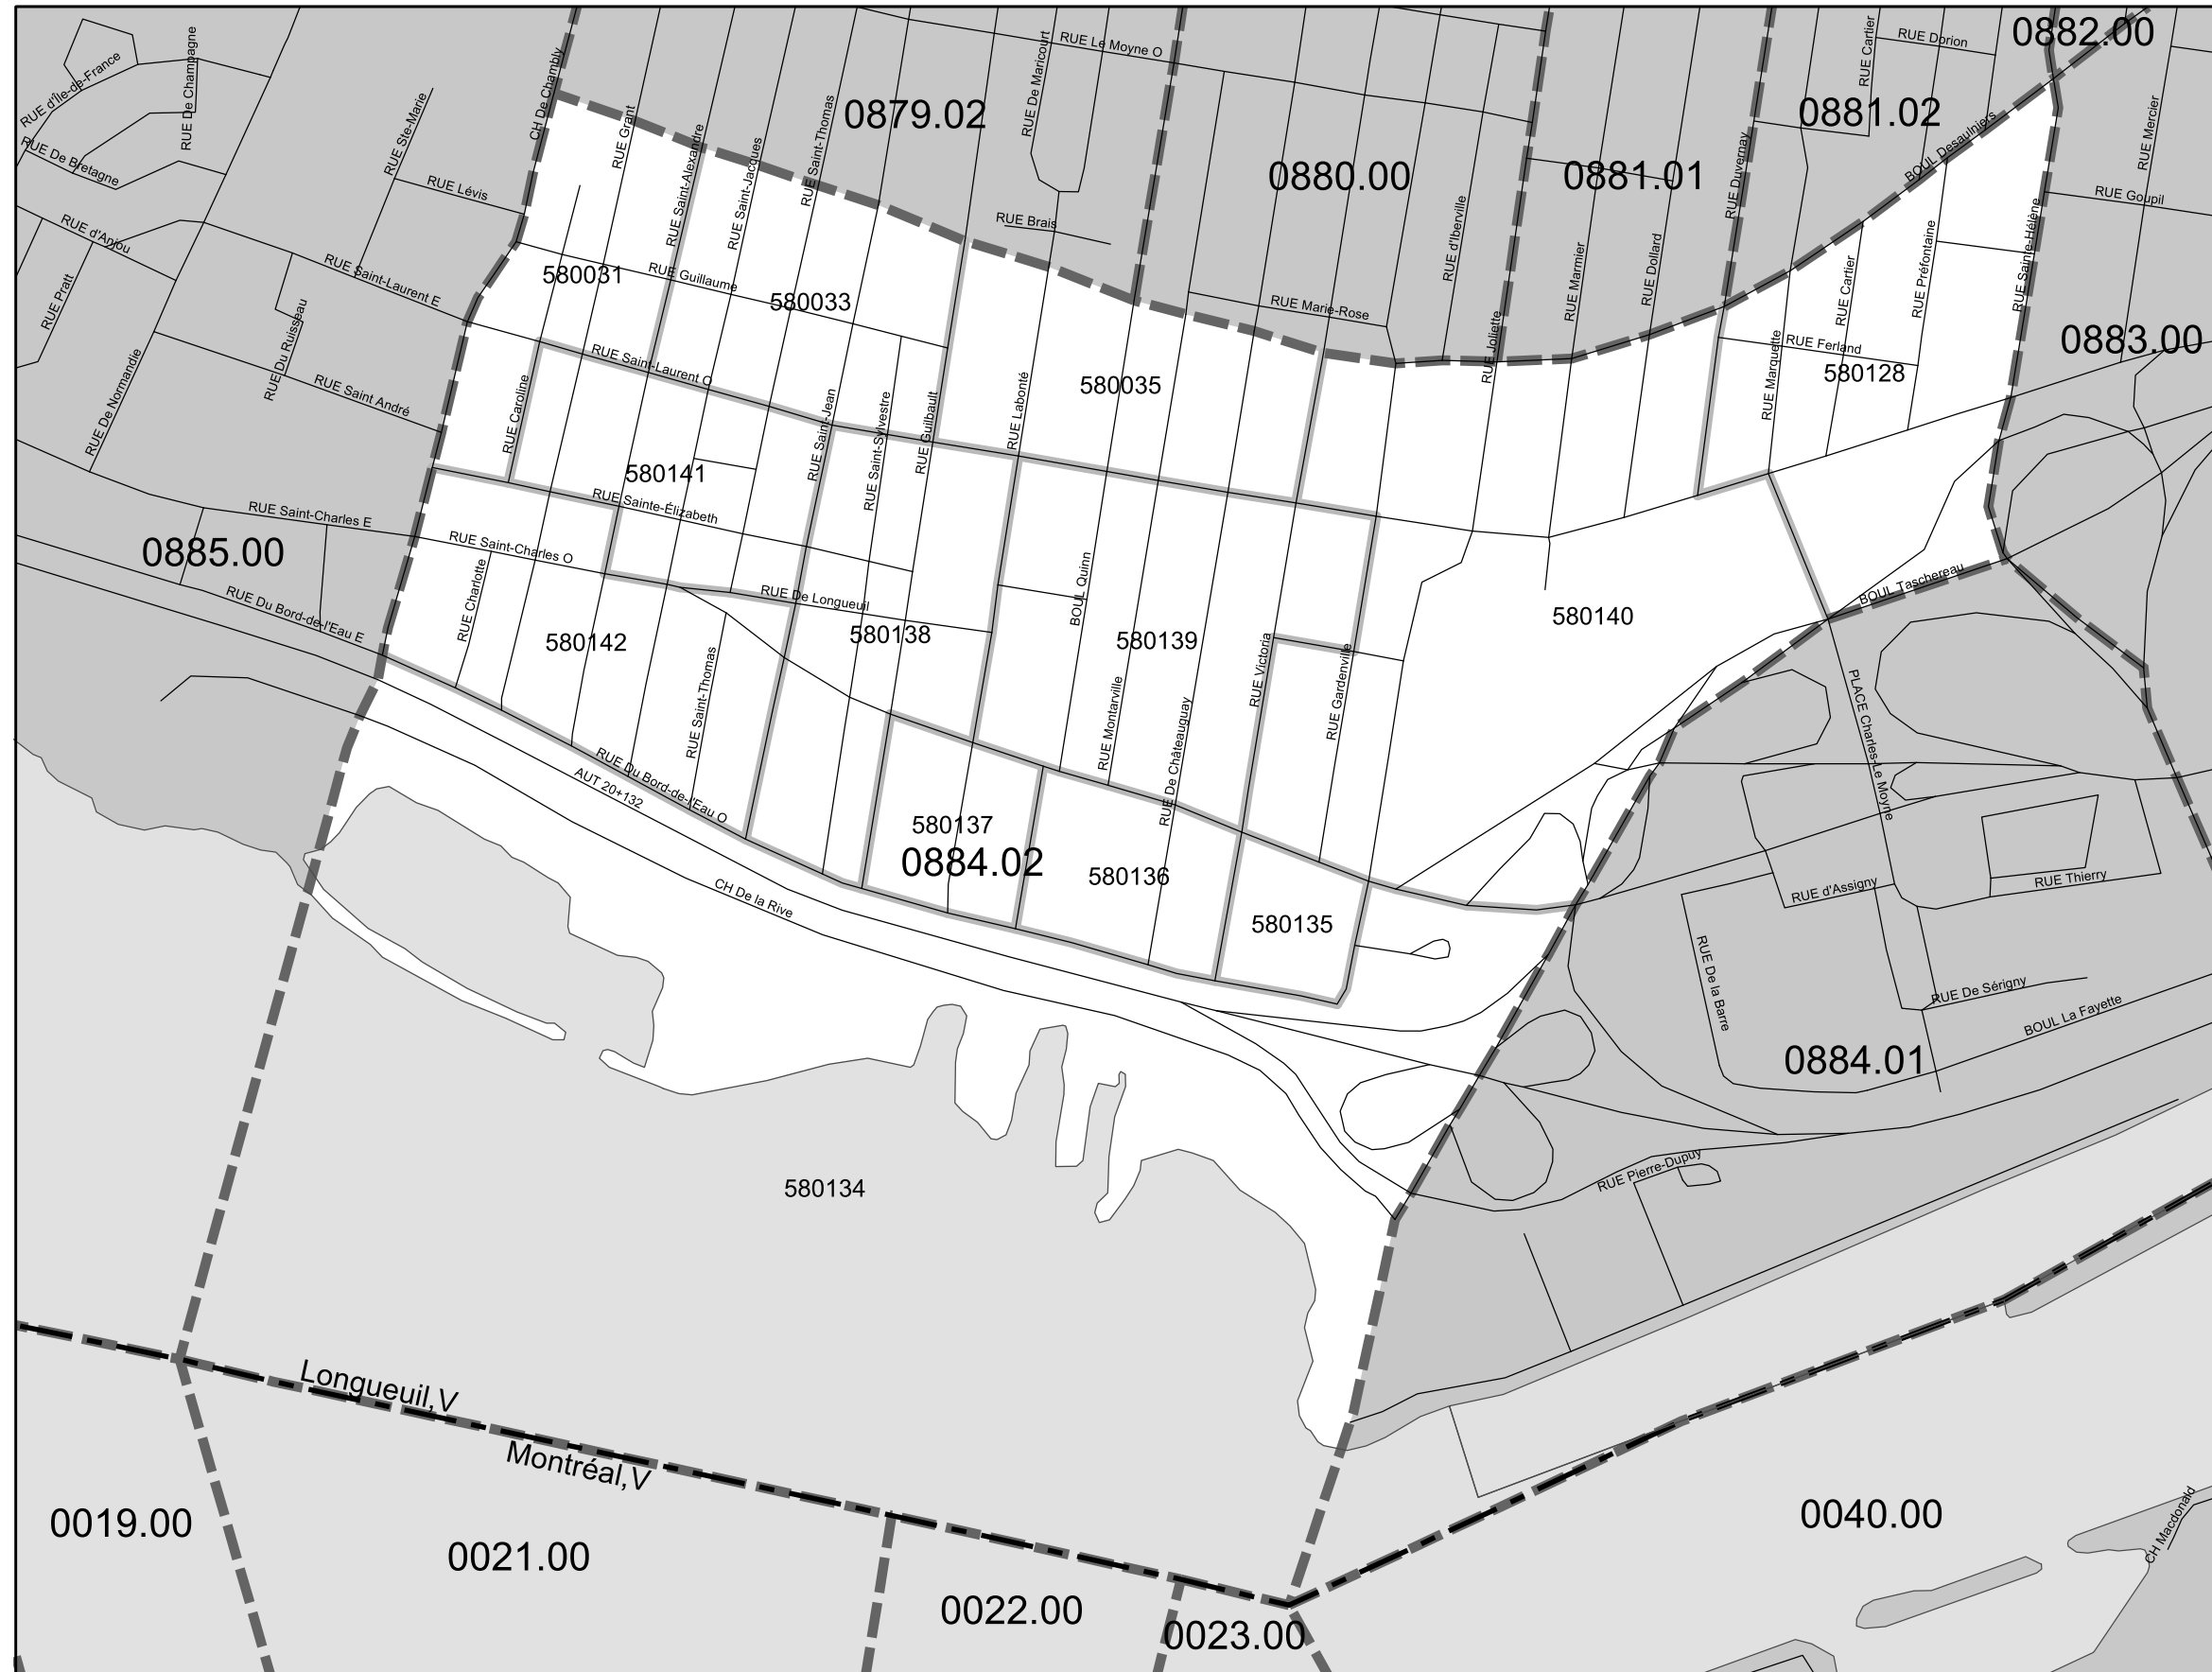 0882.00
RUE Dorion
RUE Cartier
RUE Le Moyne O
RUE De Maricourt
RUE De Champagne
RUE d'Île-de-France
CH De Chambly
0879.02
0881.02
RUE Grant
RUE Saint-Alexandre
RUE Saint-Jacques
RUE Saint-Thomas
RUE Ste-Marie
RUE De Bretagne
RUE Mercier
BOUL Desaulniers
RUE Duvernay
0880.00
0881.01
RUE Lévis
RUE Goupil
RUE d'Anjou
RUE Brais
RUE d'Iberville
RUE Marmier
RUE Dollard
RUE Préfontaine
RUE Sainte-Hélène
RUE Cartier
RUE Saint-Laurent E
580031
RUE Guillaume
580033
RUE Marie-Rose
RUE Pratt
RUE Du Ruisseau
RUE Joliette
RUE Marquette
RUE Ferland
0883.00
580128
RUE Saint-Laurent O
580035
RUE Saint André
RUE De Normandie
RUE Caroline
RUE Saint-Jean
RUE Saint-Sylvestre
RUE Guilbault
RUE Labonté
580141
RUE Sainte-Élizabeth
RUE Saint-Charles E
RUE Saint-Charles O
0885.00
BOUL Taschereau
RUE Du Bord-de-l'Eau E
RUE Charlotte
RUE De Longueuil
BOUL Quinn
580140
580142
580138
580139
RUE Saint-Thomas
RUE Montarville
RUE De Châteauguay
RUE Victoria
RUE Gardenville
PLACE Charles-Le Moyne
RUE Du Bord-de-l'Eau O
AUT 20+132
580137
0884.02
580136
CH De la Rive
580135
RUE d'Assigny
RUE Thierry
RUE De la Barre
RUE De Sérigny
BOUL La Fayette
0884.01
RUE Pierre-Dupuy
580134
Longueuil,V
Montréal,V
0019.00
0021.00
0022.00
0023.00
0040.00
CH Macdonald